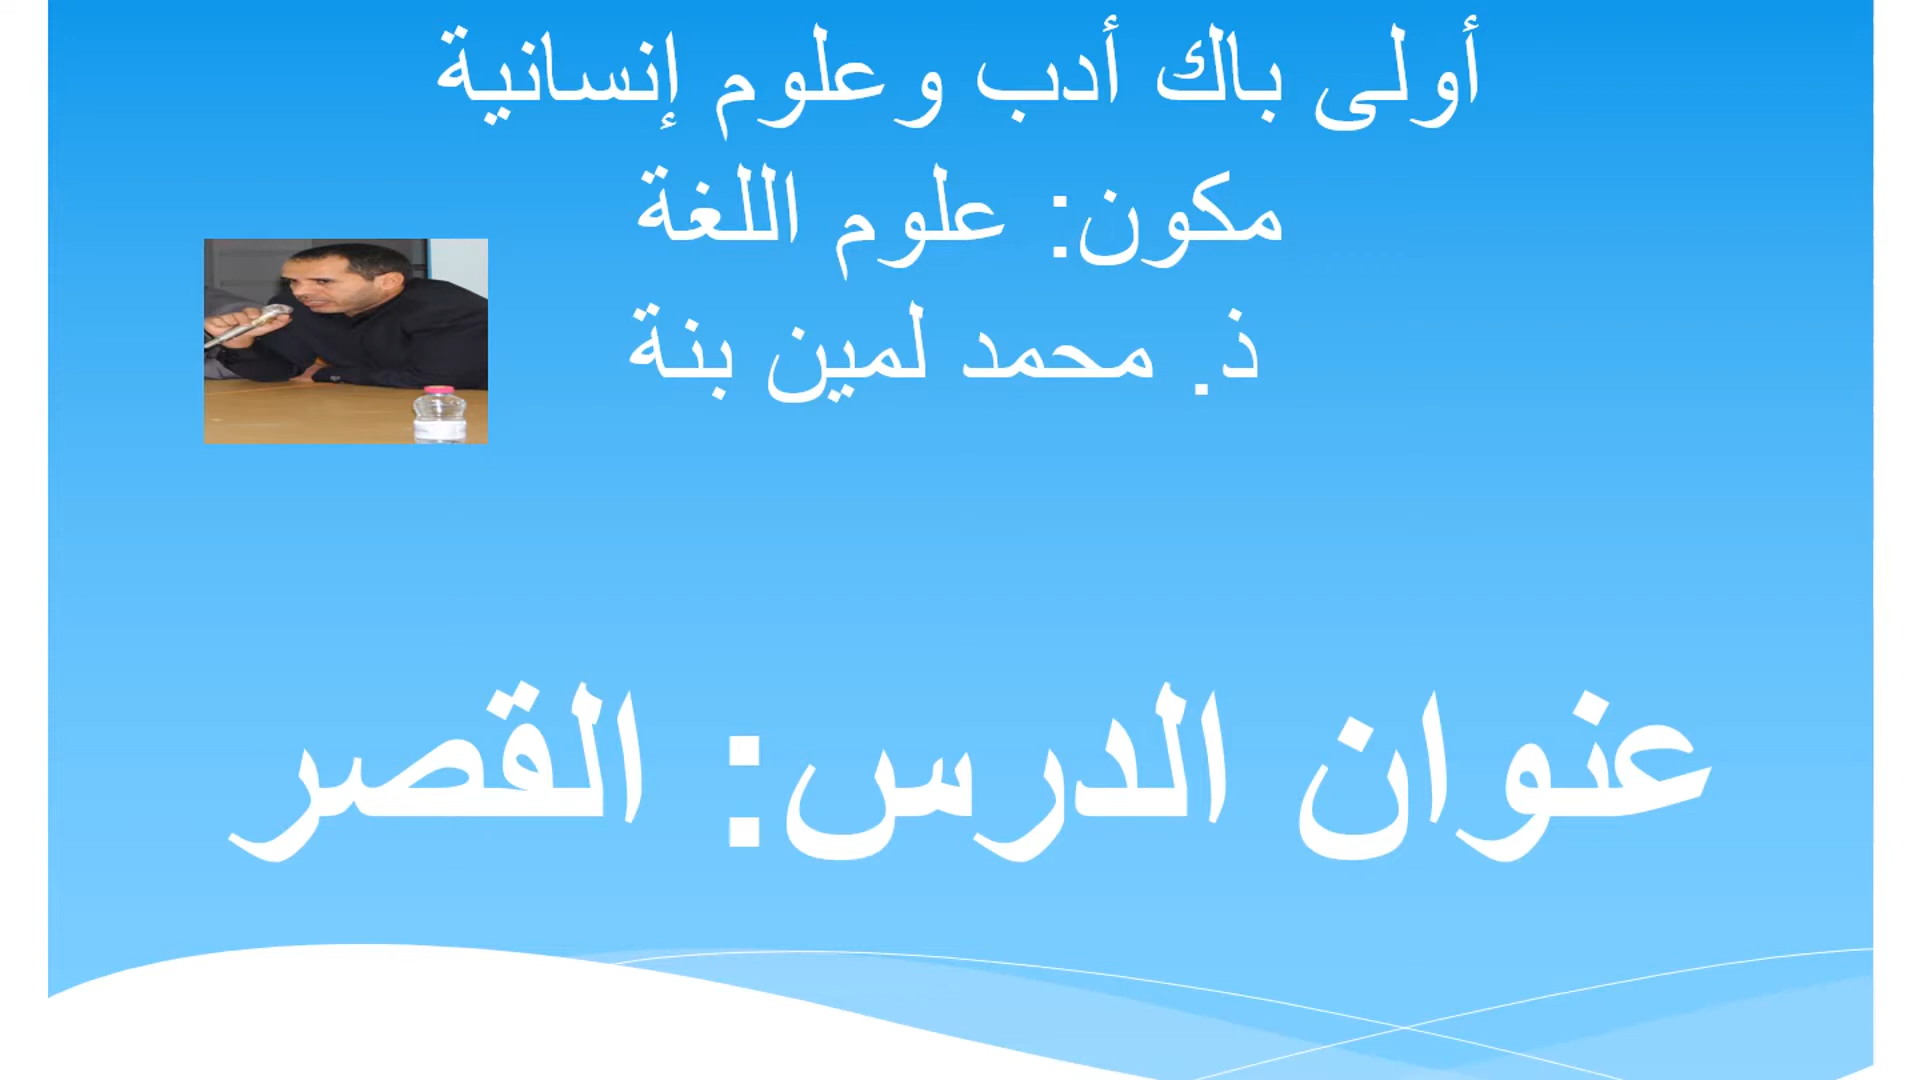 أولى باك أدب وعلوم إنسانية
مكون: علوم اللغة
ذ. محمد لمين بنة
عنوان الدرس: القصر